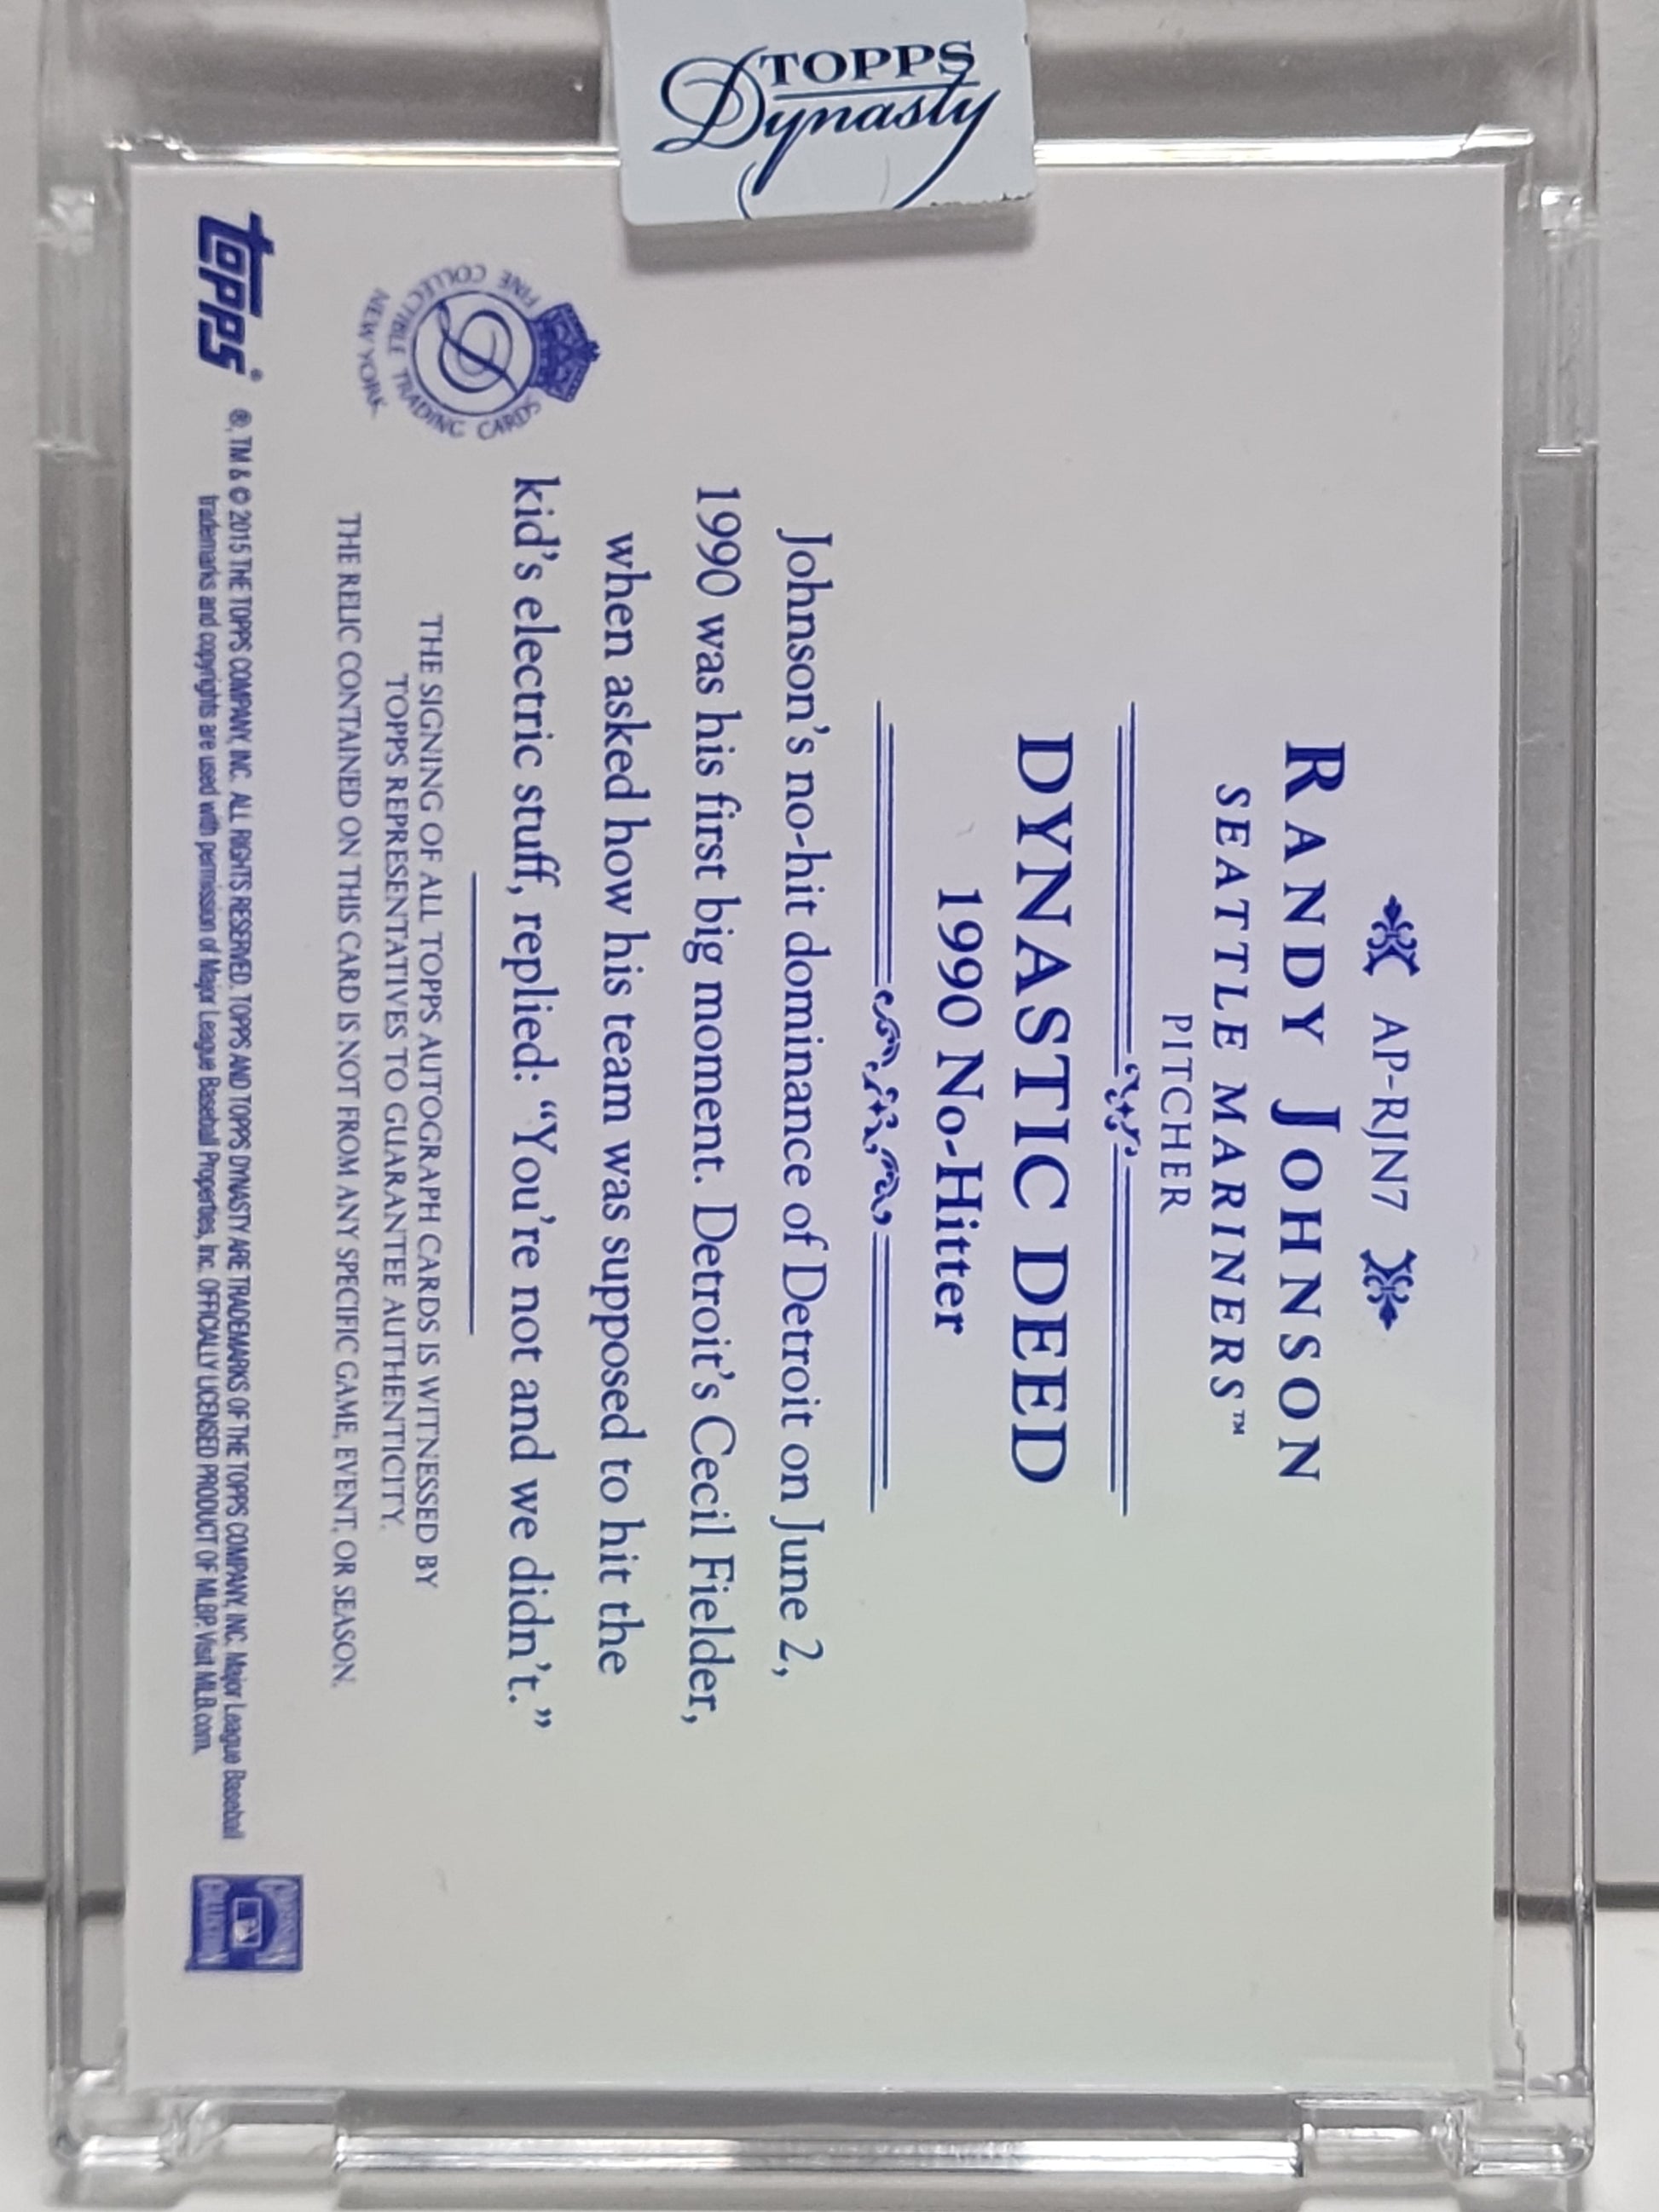 TOPPS
Dynasty
AP-RJN7
RANDY JOHNSON
SEATTLE MARINERS™
PITCHER
DYNASTIC DEED
1990 No-Hitter
Johnson's no-hit dominance of Detroit on June 2,
1990 was his first big moment. Detroit's Cecil Fielder,
when asked how his team was supposed to hit the
kid's electric stuff, replied: “You're not and we didn't.”
THE SIGNING OF ALL TOPPS AUTOGRAPH CARDS IS WITNESSED BY
TOPPS REPRESENTATIVES TO GUARANTEE AUTHENTICITY.
THE RELIC CONTAINED ON THIS CARD IS NOT FROM ANY SPECIFIC GAME, EVENT, OR SEASON.
D
FINE COLLECTIBLE TRADING CARDS
NEW YORK
topps®
®, TM & © 2015 THE TOPPS COMPANY, INC. ALL RIGHTS RESERVED. TOPPS AND TOPPS DYNASTY ARE TRADEMARKS OF THE TOPPS COMPANY, INC. Major League Baseball
trademarks and copyrights are used with permission of Major League Baseball Properties, Inc. OFFICIALLY LICENSED PRODUCT OF MLBP. Visit MLB.com.
COOPERSTOWN
COLLECTION